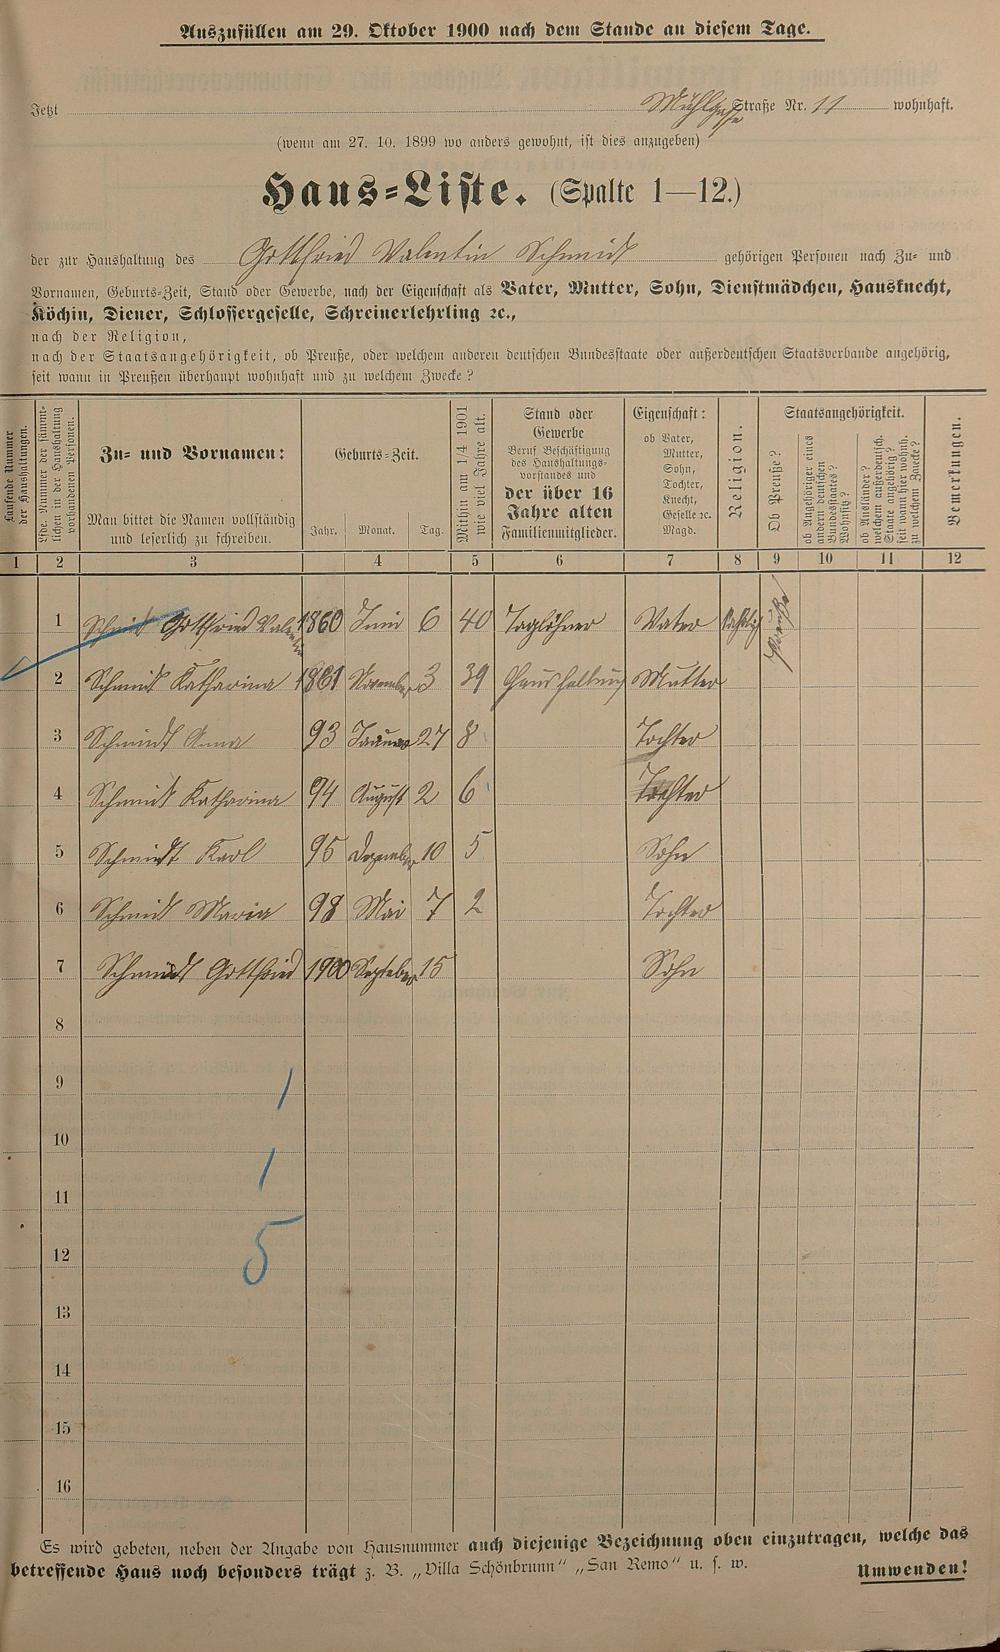 Auszufüllen am 29. Oktober 1900 nach dem Stande an diesem Tage.
Jetzt Mühlgasse Straße Nr. 11 wohnhaft.
(wenn am 27. 10. 1899 wo anders gewohnt, ist dies anzugeben)
Haus-Liste. (Spalte 1—12.)
der zur Haushaltung des Gottfried Valentin Schmidt gehörigen Personen nach Zu- und
Vornamen, Geburts-Zeit, Stand oder Gewerbe, nach der Eigenschaft als Vater, Mutter, Sohn, Dienstmädchen, Hausknecht,
Köchin, Diener, Schlossergeselle, Schreinerlehrling ꝛc.,
nach der Religion,
nach der Staatsangehörigkeit, ob Preuße, oder welchem anderen deutschen Bundesstaate oder außerdeutschen Staatsverbande angehörig,
seit wann in Preußen überhaupt wohnhaft und zu welchem Zwecke?
Laufende Nummer
der Haushaltungen.
Lfde. Nummer der sämmt-
lichen in der Haushaltung
vorhandenen Personen.
Zu- und Vornamen:
Man bittet die Namen vollständig
und leserlich zu schreiben.
Geburts-Zeit.
Jahr. Monat. Tag.
Mithin am 1/4 1901
wie viel Jahre alt.
Stand oder
Gewerbe
Beruf Beschäftigung
des Haushaltungs-
vorstandes und
der über 16
Jahre alten
Familienmitglieder.
Eigenschaft:
ob Vater,
Mutter,
Sohn,
Tochter,
Knecht,
Geselle ꝛc.
Magd.
Religion.
Staatsangehörigkeit.
Ob Preuße?
ob Angehöriger eines
andern deutschen
Bundesstaates?
Wohnsitz?
ob Ausländer?
welchem außerdeutsch.
Staate angehörig?
seit wann hier wohnh.
zu welchem Zwecke?
Bemerkungen.
1 2 3 4 5 6 7 8 9 10 11 12
1 Schmidt Gottfried Valentin 1860 Juni 6 40 Taglöhner Vater Kathlisch Preuße
2 Schmidt Katharina 1861 November 3 39 Haushaltung Mutter
3 Schmidt Anna 93 Januar 27 8 Tochter
4 Schmidt Katharina 94 August 2 6 Tochter
5 Schmidt Karl 95 Dezember 10 5 Sohn
6 Schmidt Maria 98 Mai 7 2 Tochter
7 Schmidt Gottfried 1900 September 15 Sohn
8
9 1
10 1
11
12 5
13
14
15
16
Es wird gebeten, neben der Angabe von Hausnummer auch diejenige Bezeichnung oben einzutragen, welche das
betreffende Haus noch besonders trägt z. B. „Villa Schönbrunn" „San Remo" u. s. w. Umwenden!